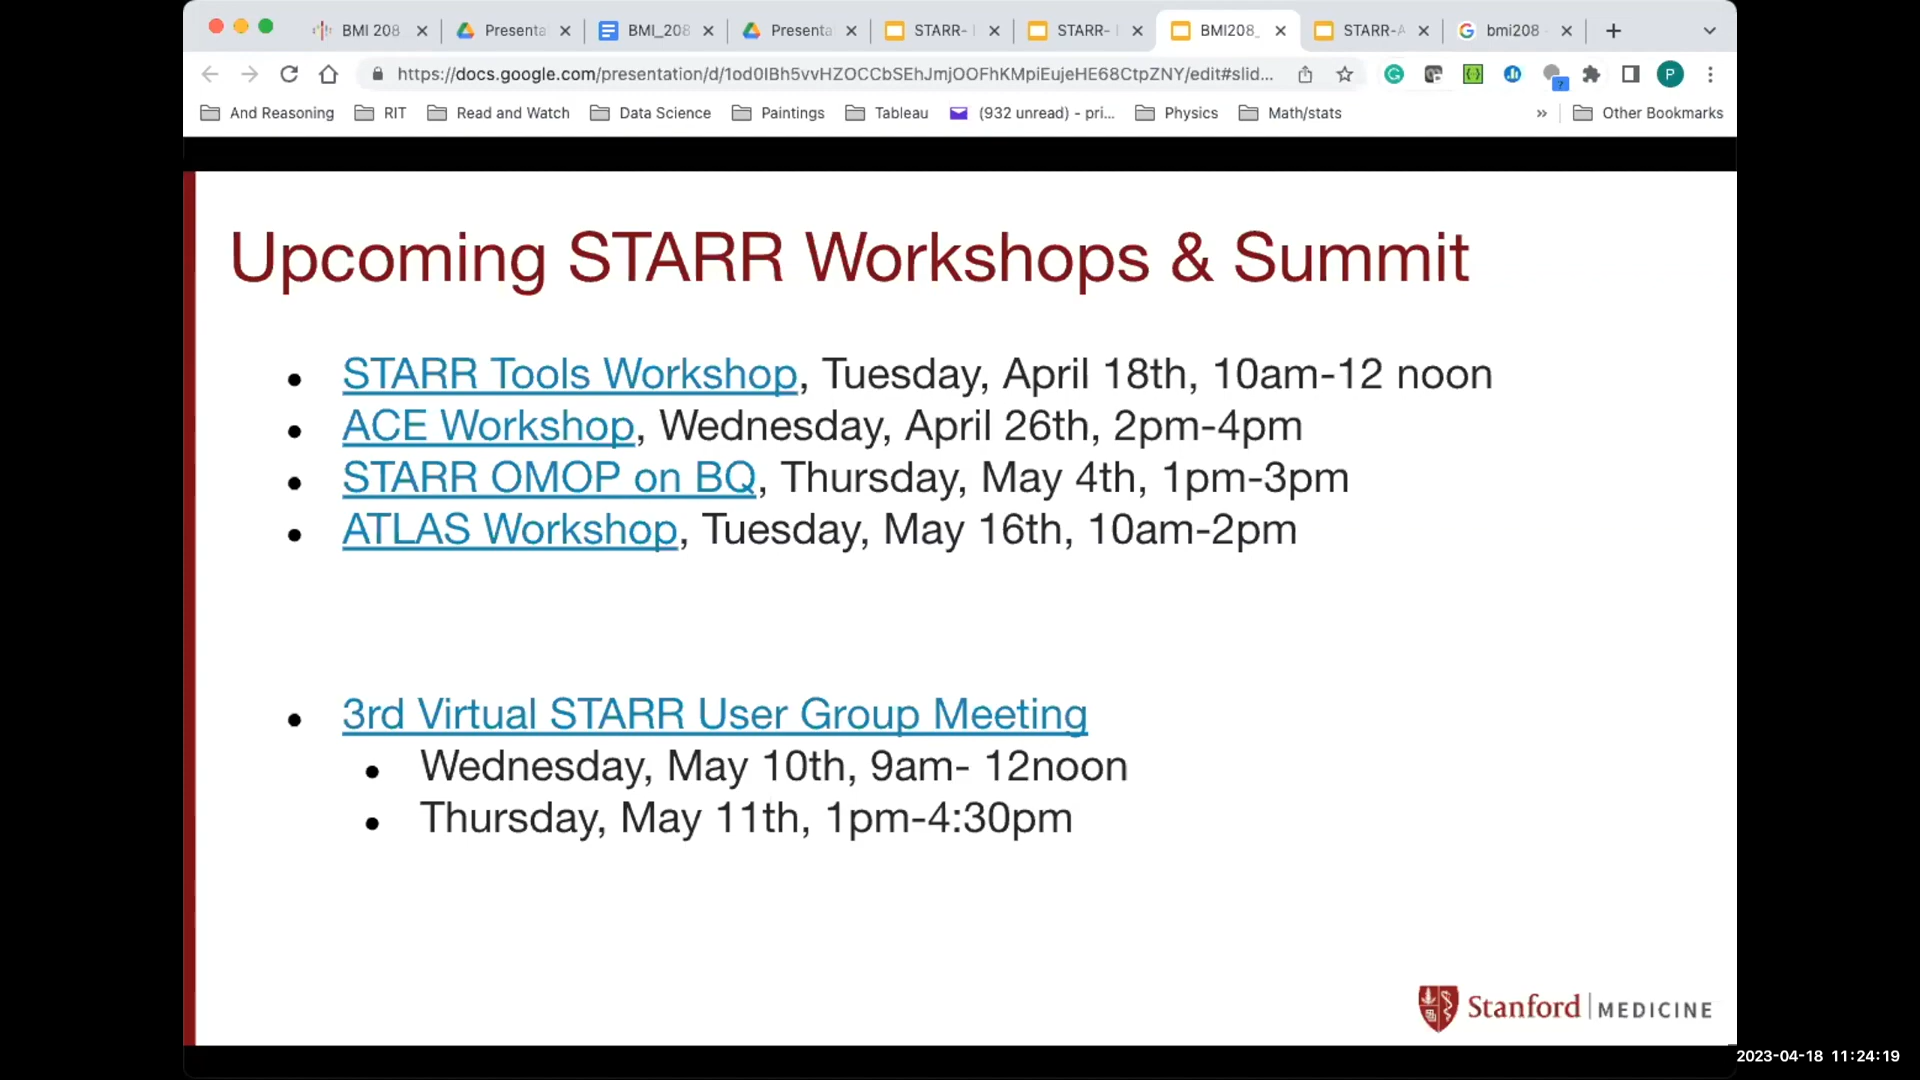 BMI 208
Presenta
BMI_208
Presenta
STARR-
STARR-
BMI208_
STARR-A
bmi208
https://docs.google.com/presentation/d/1od0IBh5vvHZOCCbSEhJmjOOFhKMpiEujeHE68CtpZNY/edit#slid...
P
And Reasoning
RIT
Read and Watch
Data Science
Paintings
Tableau
(932 unread) - pri...
Physics
Math/stats
»
Other Bookmarks
Upcoming STARR Workshops & Summit
• STARR Tools Workshop, Tuesday, April 18th, 10am-12 noon
• ACE Workshop, Wednesday, April 26th, 2pm-4pm
• STARR OMOP on BQ, Thursday, May 4th, 1pm-3pm
• ATLAS Workshop, Tuesday, May 16th, 10am-2pm
• 3rd Virtual STARR User Group Meeting
• Wednesday, May 10th, 9am- 12noon
• Thursday, May 11th, 1pm-4:30pm
Stanford | MEDICINE
2023-04-18 11:24:19